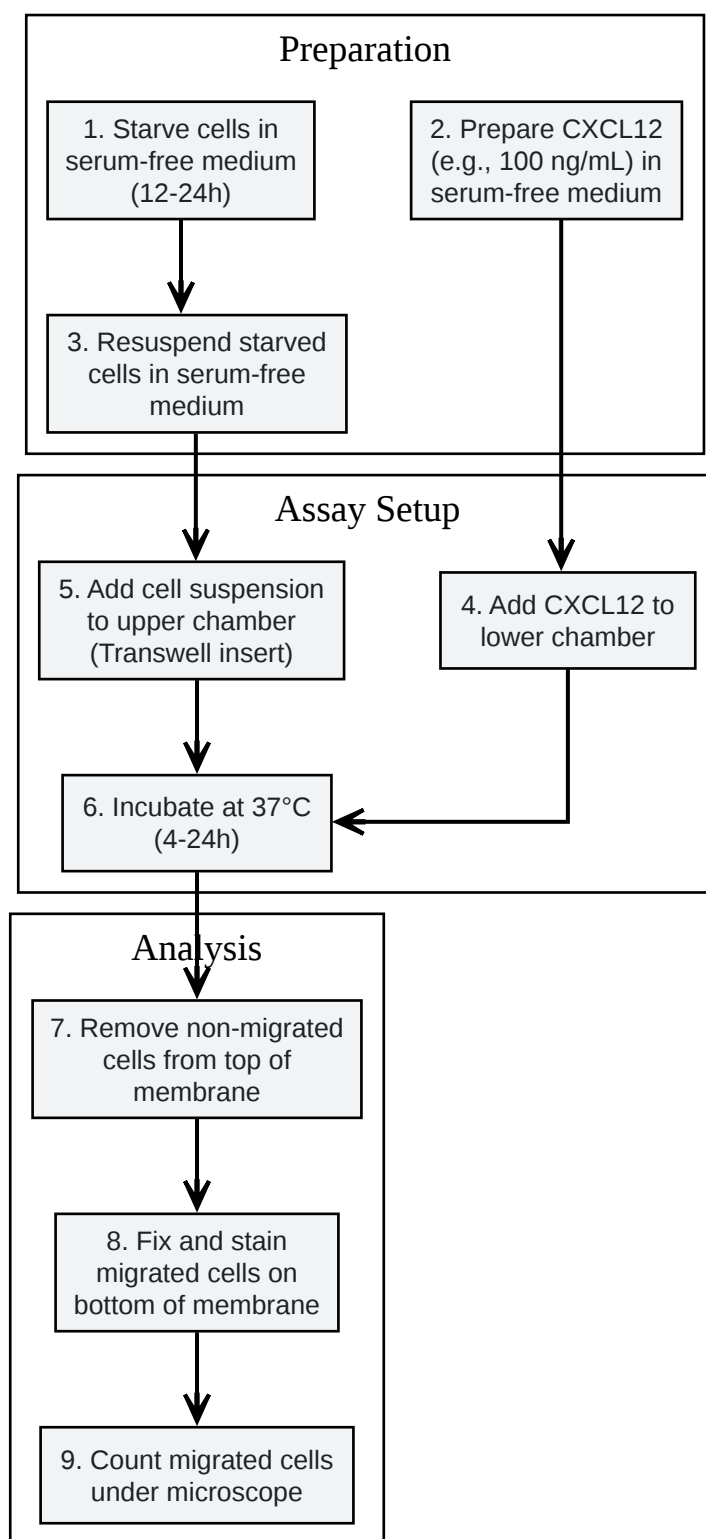 Preparation
1. Starve cells in
serum-free medium
(12-24h)
2. Prepare CXCL12
(e.g., 100 ng/mL) in
serum-free medium
3. Resuspend starved
cells in serum-free
medium
Assay Setup
5. Add cell suspension
to upper chamber
(Transwell insert)
4. Add CXCL12 to
lower chamber
6. Incubate at 37°C
(4-24h)
Analysis
7. Remove non-migrated
cells from top of
membrane
8. Fix and stain
migrated cells on
bottom of membrane
9. Count migrated cells
under microscope